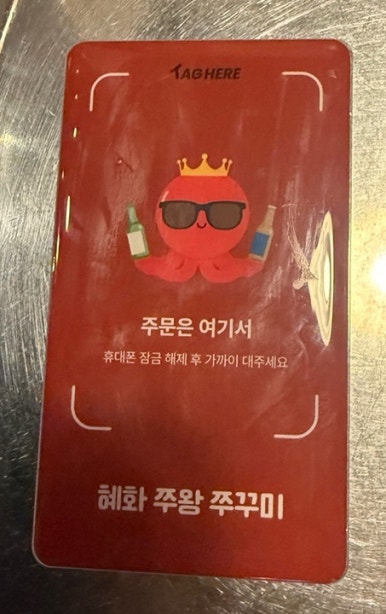 TAGHERE
주문은 여기서
휴대폰 잠금 해제 후 가까이 대주세요
혜화 쭈왕 쭈꾸미